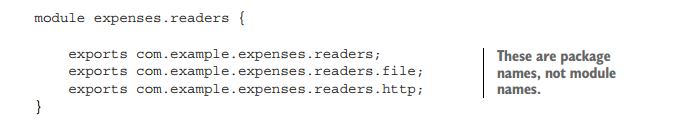 module expenses.readers {
exports com.example.expenses.readers;
exports com.example.expenses.readers.file;
exports com.example.expenses.readers.http;
}
These are package
names, not module
names.